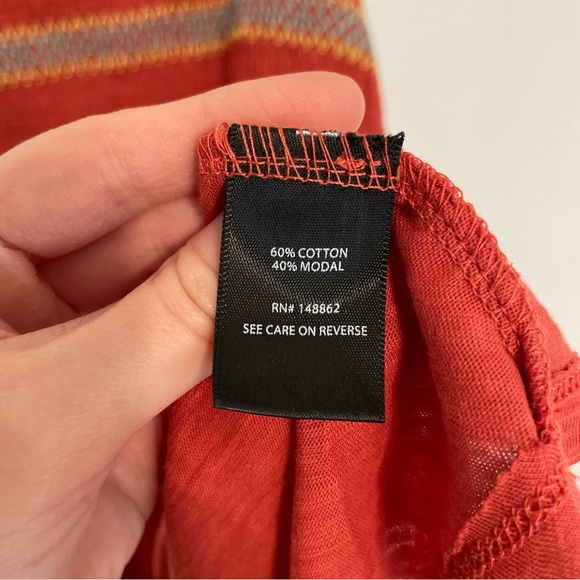 60% COTTON
40% MODAL
RN# 148862
SEE CARE ON REVERSE